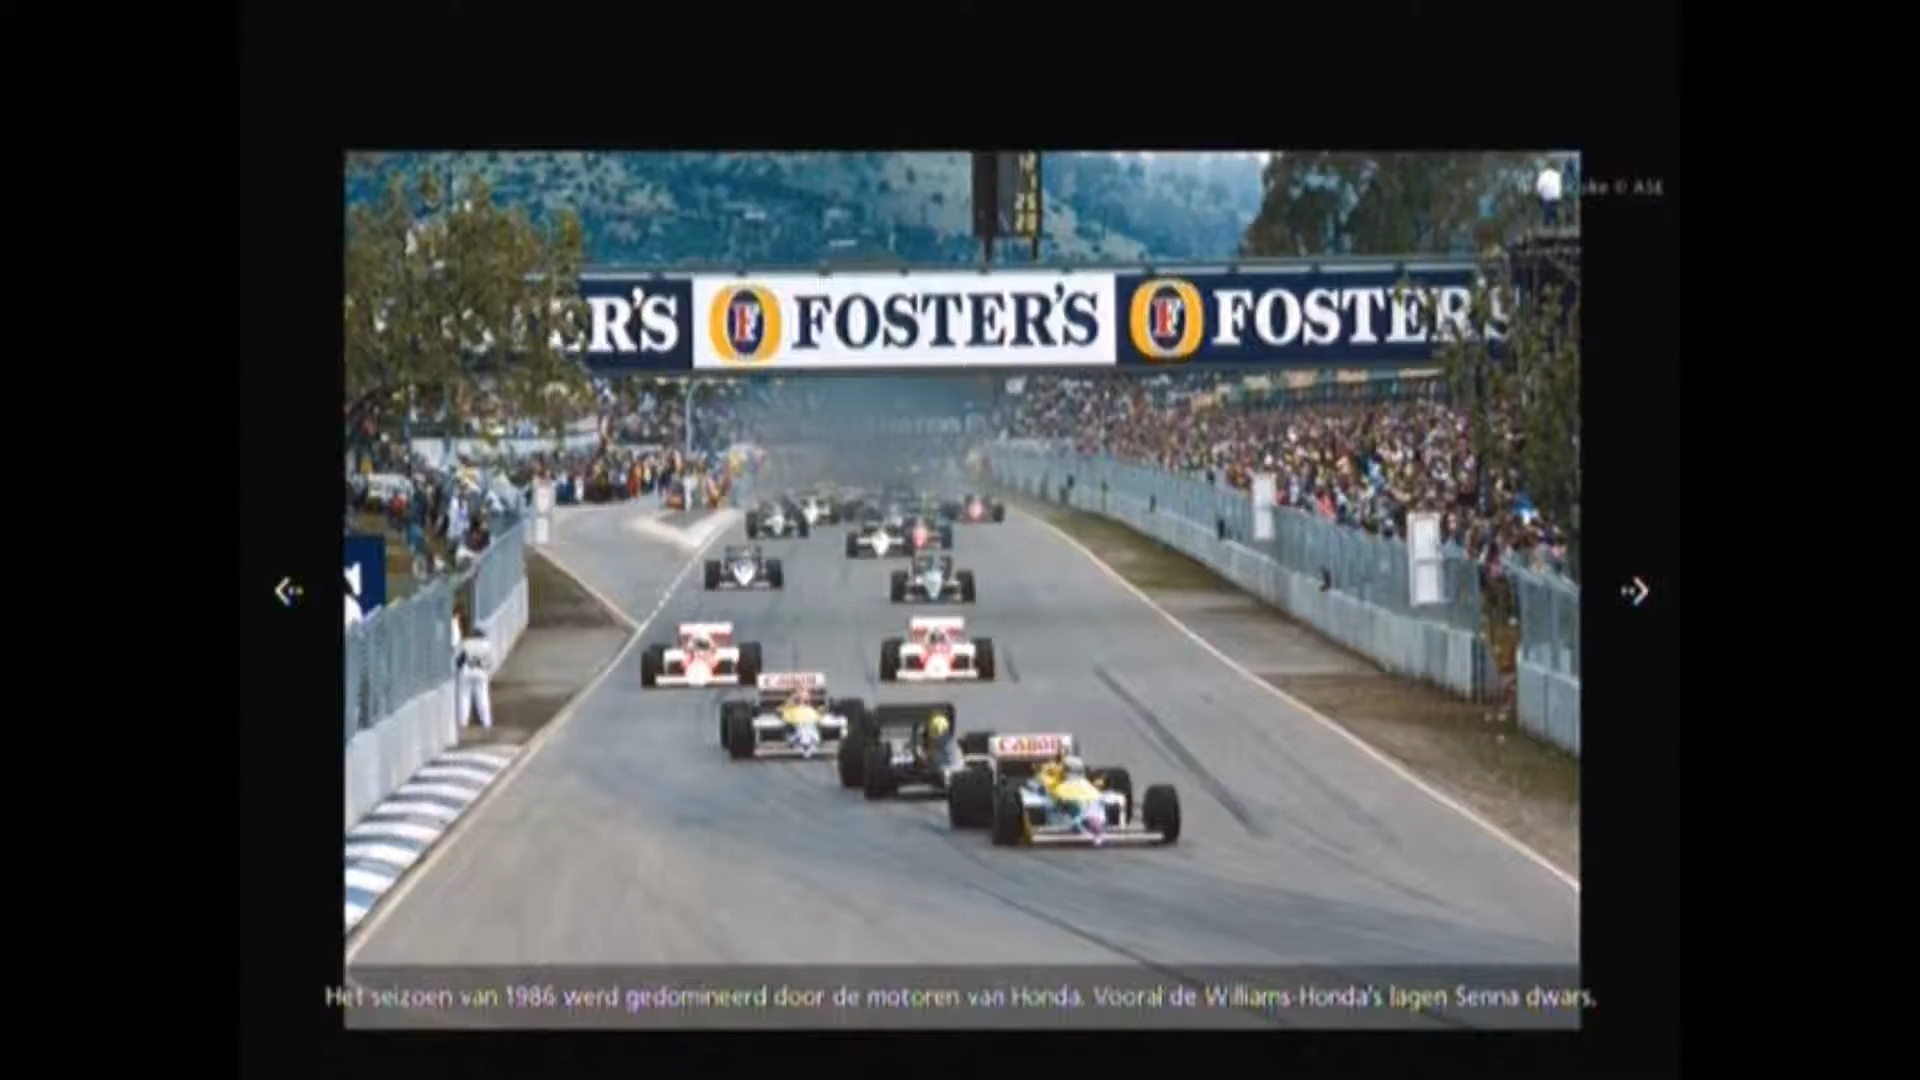 ER'S FOSTER'S FOSTER'S
Canon
Canon
Het seizoen van 1986 werd gedomineerd door de motoren van Honda. Vooral de Williams-Honda's lagen Senna dwars.